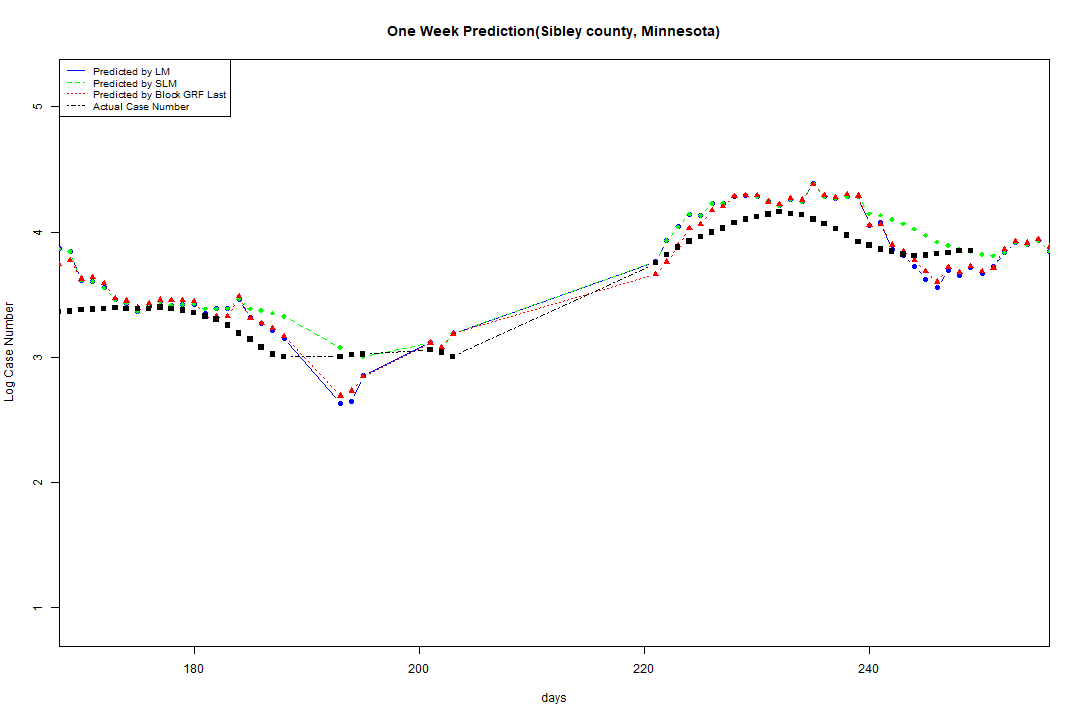 One Week Prediction(Sibley county, Minnesota)
Predicted by LM
Predicted by SLM
Predicted by Block GRF Last
Actual Case Number
5
4
3
2
1
Log Case Number
180
200
220
240
days